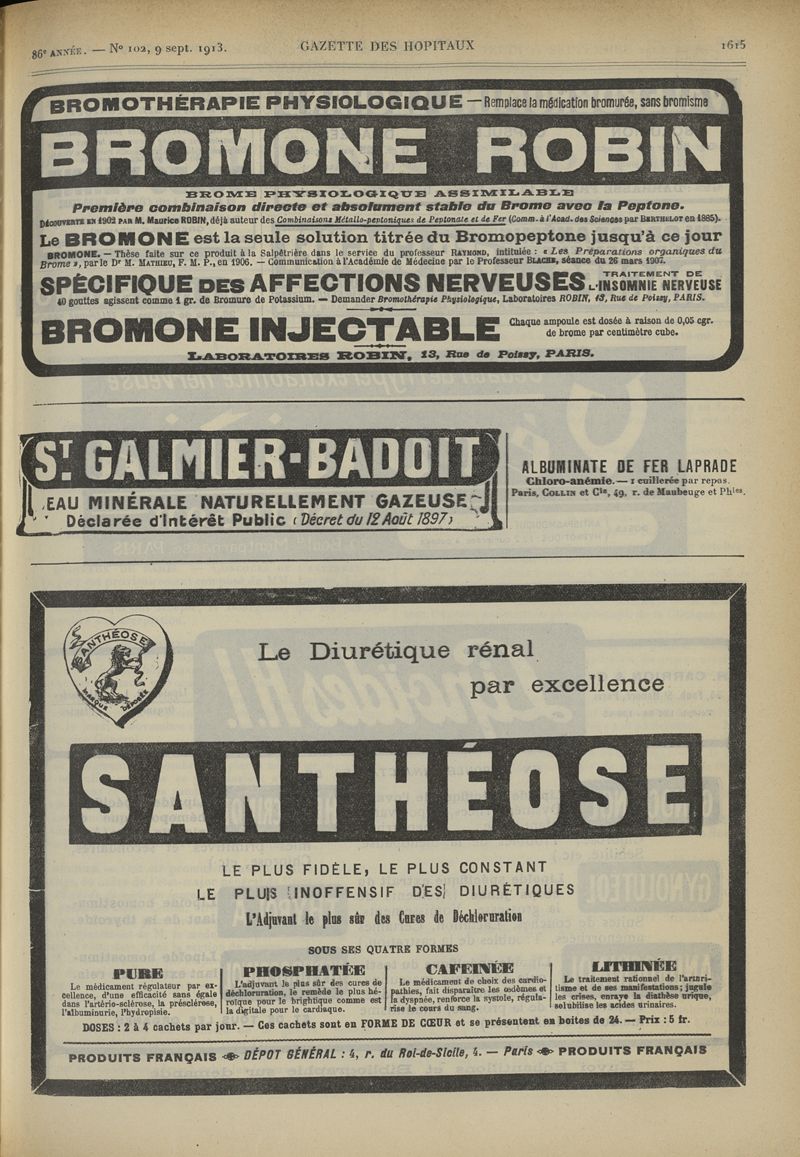 86e ANNÉE. — No 102, 9 sept. 1913.
GAZETTE DES HOPITAUX
1615
BROMOTHÉRAPIE PHYSIOLOGIQUE — Remplace la médication bromurée, sans bromisme
BROMONE ROBIN
BROME PHYSIOLOGIQUE ASSIMILABLE
Première combinaison directe et absolument stable du Brome avec la Peptone.
DÉCOUVERTE EN 1902 PAR M. Maurice ROBIN, déjà auteur des Combinaisons Métallo-peptoniques de Peptonate et de Fer (Comm. à l'Acad. des Sciences par BERTHELOT en 1885).
Le BROMONE est la seule solution titrée du Bromopeptone jusqu'à ce jour
BROMONE. — Thèse faite sur ce produit à la Salpêtrière dans le service du professeur RAYMOND, intitulée : « Les Préparations organiques du
Brome », par le Dr M. MATHIEU, F. M. P., en 1906. — Communication à l'Académie de Médecine par le Professeur BLACHE, séance du 26 mars 1907.
SPÉCIFIQUE DES AFFECTIONS NERVEUSES
TRAITEMENT DE
L'INSOMNIE NERVEUSE
40 gouttes agissent comme 1 gr. de Bromure de Potassium. — Demander Bromothérapie Physiologique, Laboratoires ROBIN, 13, Rue de Poissy, PARIS.
BROMONE INJECTABLE
Chaque ampoule est dosée à raison de 0,05 cgr.
de brome par centimètre cube.
LABORATOIRES ROBIN, 13, Rue de Poissy, PARIS.
ST. GALMIER-BADOIT
EAU MINÉRALE NATURELLEMENT GAZEUSE
Déclarée d'Intérêt Public (Décret du 12 Août 1897)
ALBUMINATE DE FER LAPRADE
Chloro-anémie. — 1 cuillerée par repas.
Paris, COLLIN et Cie, 49, r. de Maubeuge et Phies.
SANTHÉOSE
MARQUE DÉPOSÉE
Le Diurétique rénal
par excellence
SANTHÉOSE
LE PLUS FIDÈLE, LE PLUS CONSTANT
LE PLUS INOFFENSIF DES DIURÉTIQUES
L'Adjuvant le plus sûr des Cures de Déchloruration
SOUS SES QUATRE FORMES
PURE
Le médicament régulateur par ex-
cellence, d'une efficacité sans égale
dans l'artério-sclérose, la présclérose,
l'albuminurie, l'hydropisie.
PHOSPHATÉE
L'adjuvant le plus sûr des cures de
déchloruration, le remède le plus hé-
roïque pour le brightique comme est
la digitale pour le cardiaque.
CAFÉINÉE
Le médicament de choix des cardio-
pathies, fait disparaître les œdèmes et
la dyspnée, renforce la systole, régula-
rise le cours du sang.
LITHINÉE
Le traitement rationnel de l'arthri-
tisme et de ses manifestations ; jugule
les crises, enraye la diathèse urique,
solubilise les acides urinaires.
DOSES : 2 à 4 cachets par jour. — Ces cachets sont en FORME DE CŒUR et se présentent en boîtes de 24. — Prix : 5 fr.
PRODUITS FRANÇAIS DÉPOT GÉNÉRAL : 4, r. du Roi-de-Sicile, 4. — Paris PRODUITS FRANÇAIS